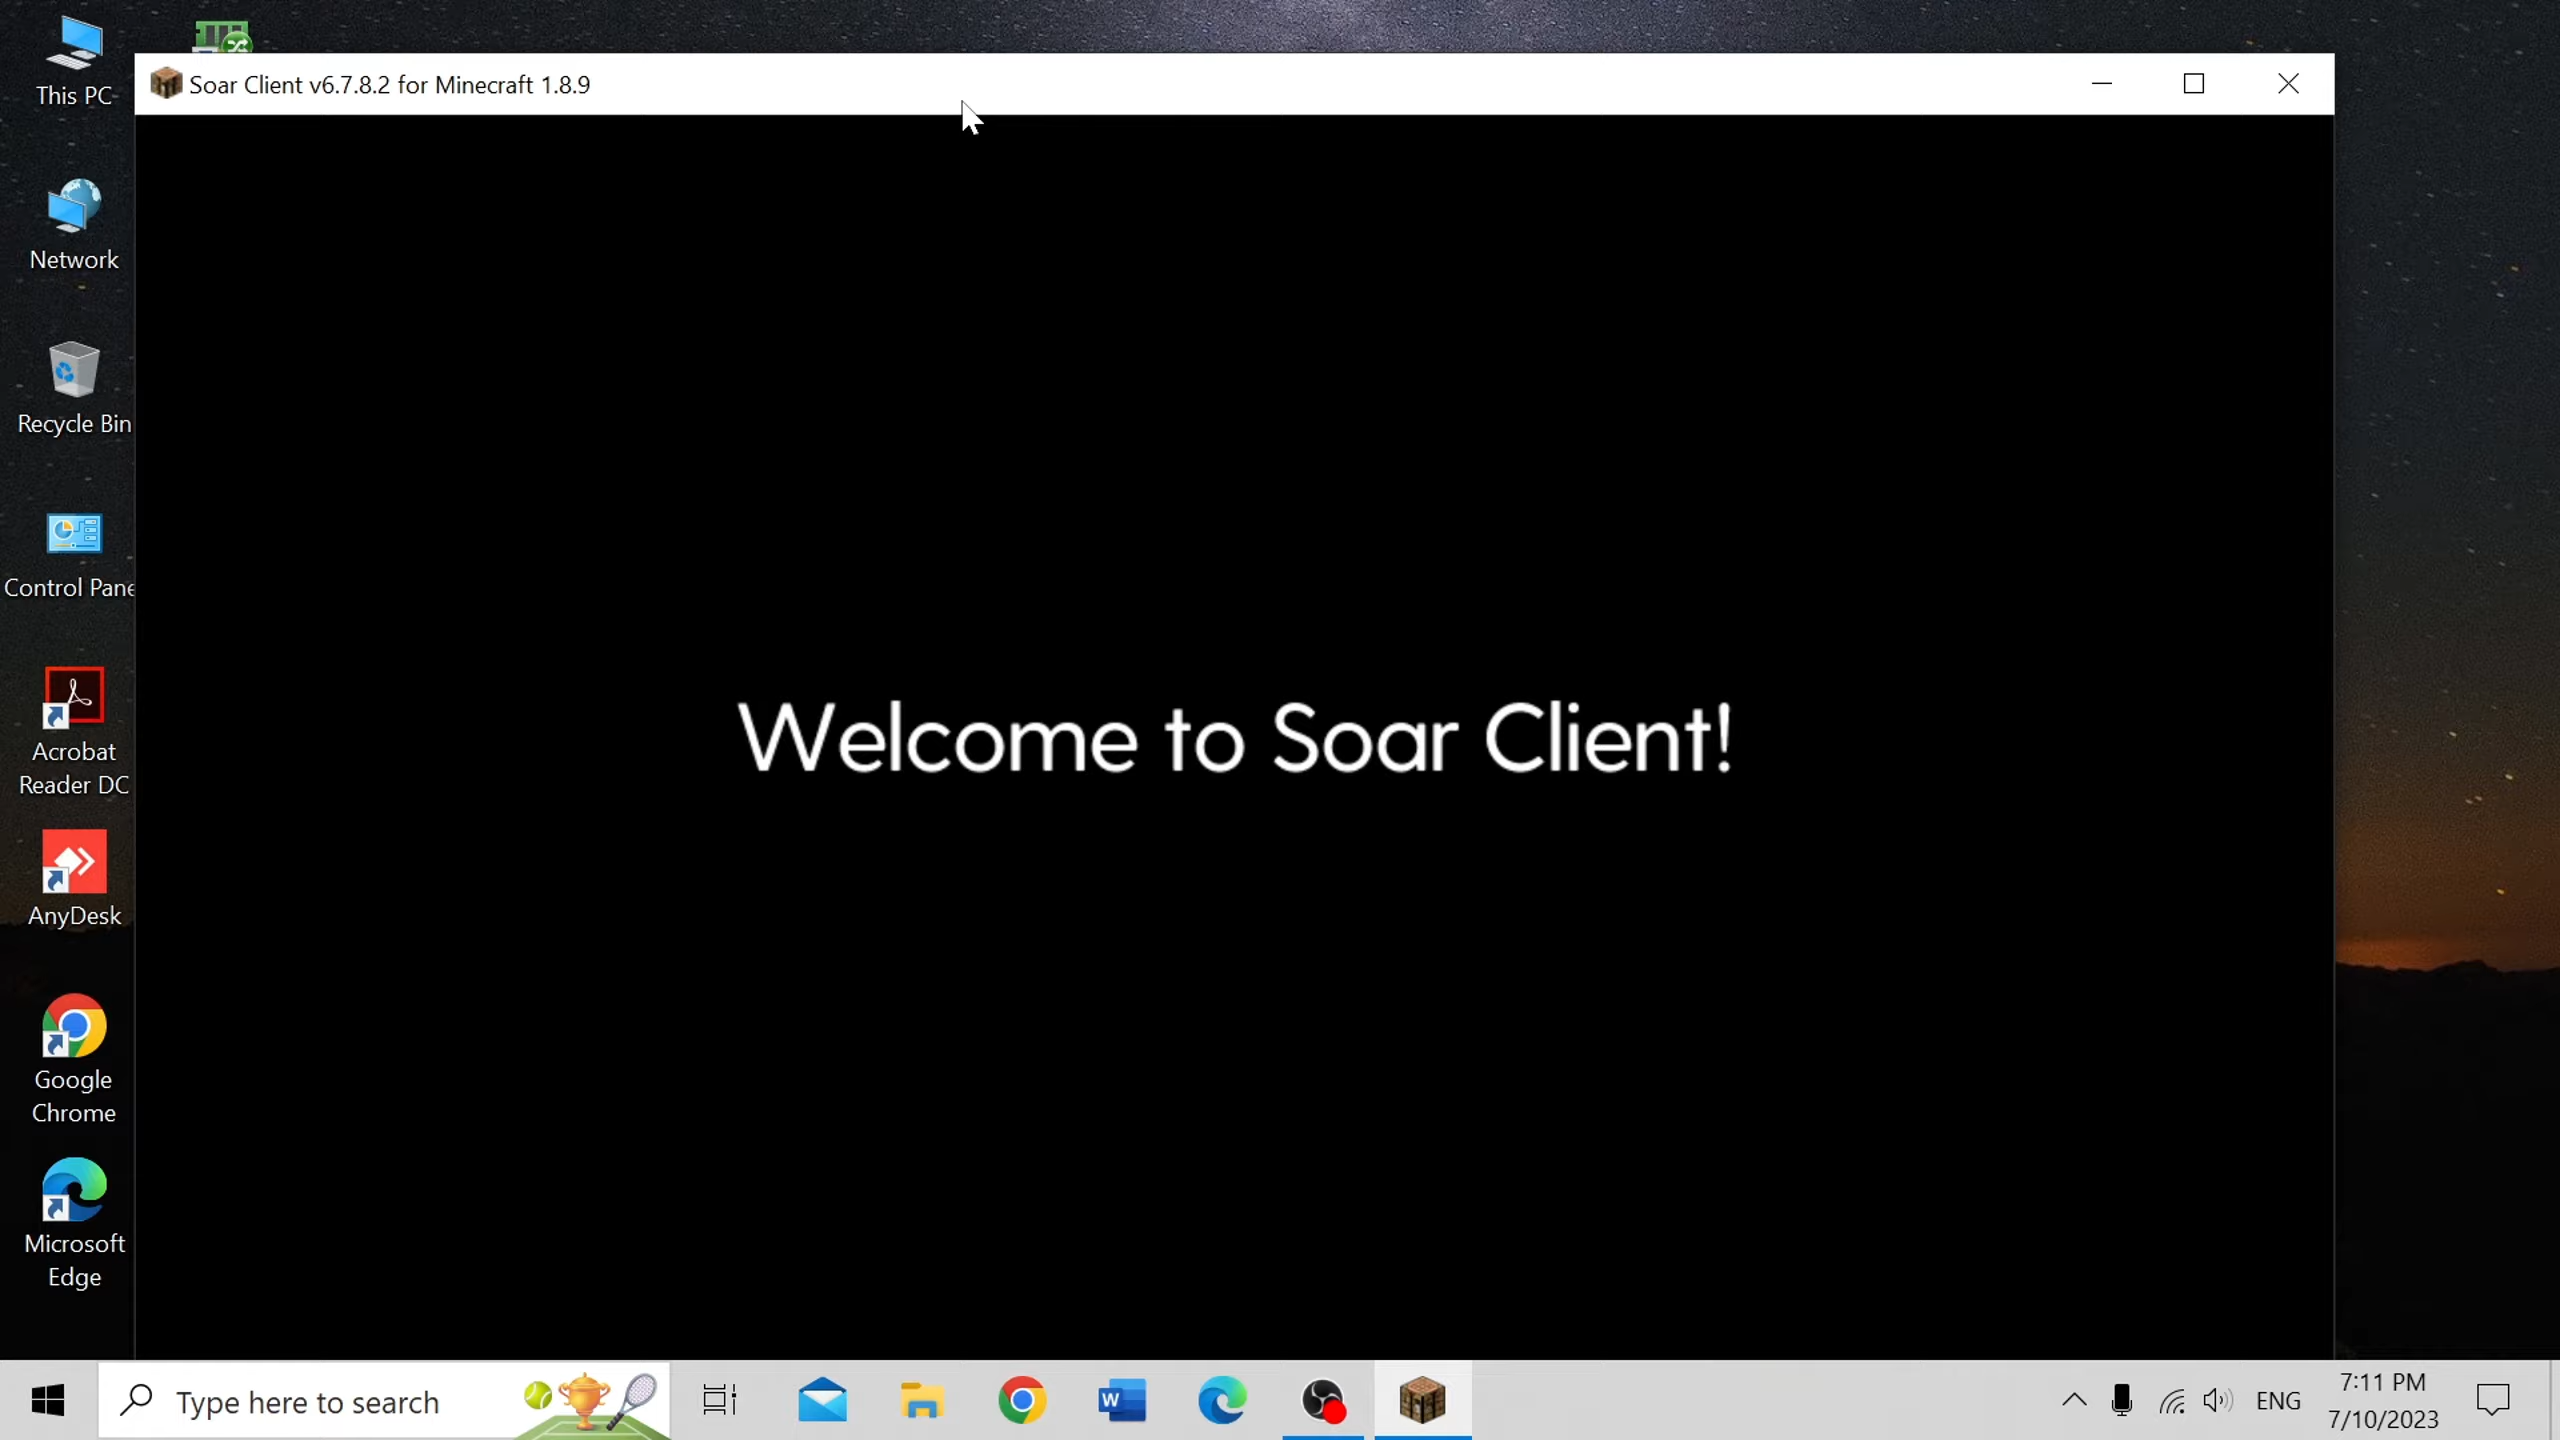 This PC
Soar Client v6.7.8.2 for Minecraft 1.8.9
Network
Recycle Bin
Control Pane
Welcome to Soar Client!
Acrobat
Reader DC
AnyDesk
Google
Chrome
Microsoft
Edge
Type here to search
W
ENG
7:11 PM
7/10/2023